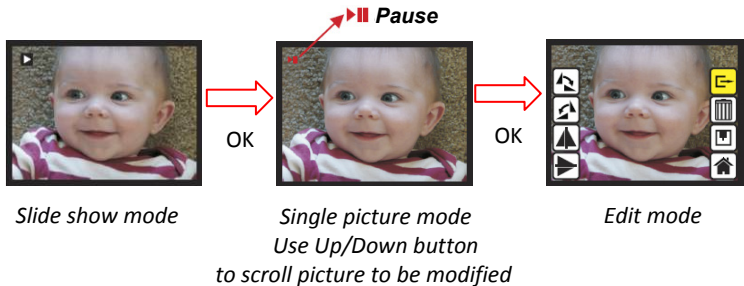 Pause
OK
OK
Slide show mode
Single picture mode
Use Up/Down button
to scroll picture to be modified
Edit mode